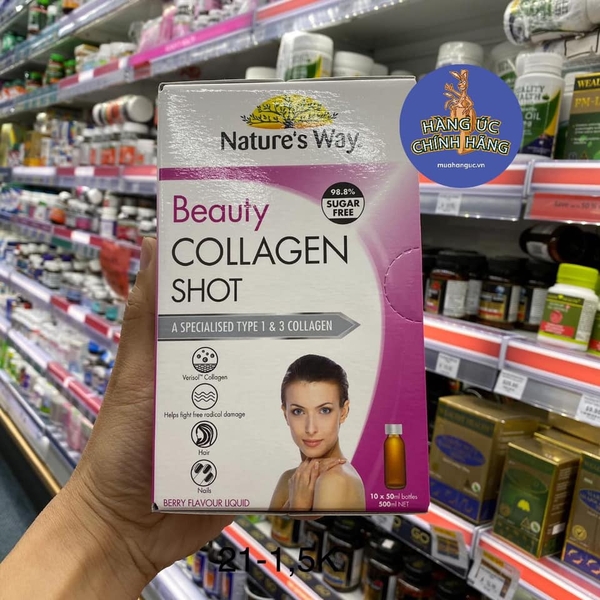 Nature's Way
HÀNG ÚC
CHÍNH HÃNG
muahanguc.vn
98.8%
SUGAR
FREE
Beauty
COLLAGEN
SHOT
A SPECIALISED TYPE 1 & 3 COLLAGEN
Verisol™ Collagen
Helps fight free radical damage
Hair
Nails
BERRY FLAVOUR LIQUID
10 x 50ml bottles
500ml NET
21-1,5K